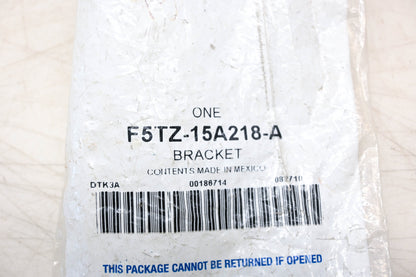 ONE
F5TZ-15A218-A
BRACKET
CONTENTS MADE IN MEXICO
DTK3A 00186714
THIS PACKAGE CANNOT BE RETURNED IF OPENED